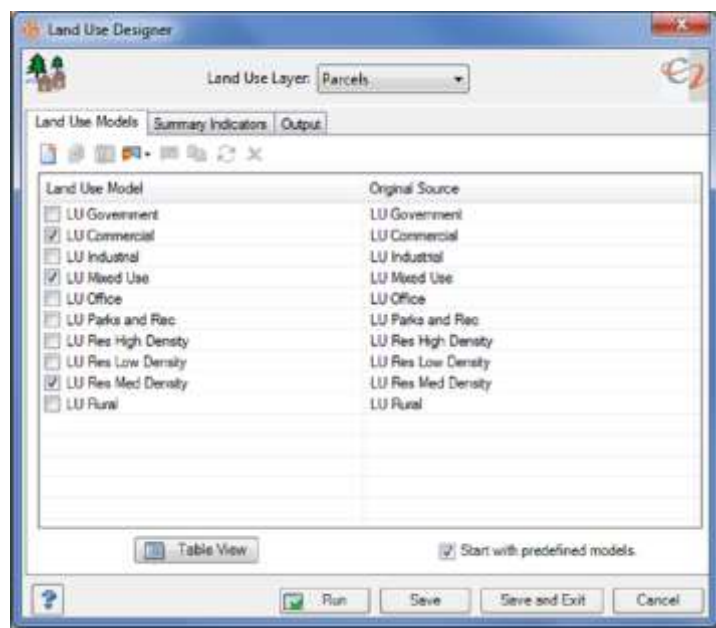 Land Use Designer
Land Use Layer: Parcels
Land Use Models Summary Indicators Output
Land Use Model Original Source
LU Government LU Government
LU Commercial LU Commercial
LU Industrial LU Industrial
LU Mixed Use LU Mixed Use
LU Office LU Office
LU Parks and Rec LU Parks and Rec
LU Res High Density LU Res High Density
LU Res Low Density LU Res Low Density
LU Res Med Density LU Res Med Density
LU Rural LU Rural
Table View Start with predefined models
? Run Save Save and Exit Cancel